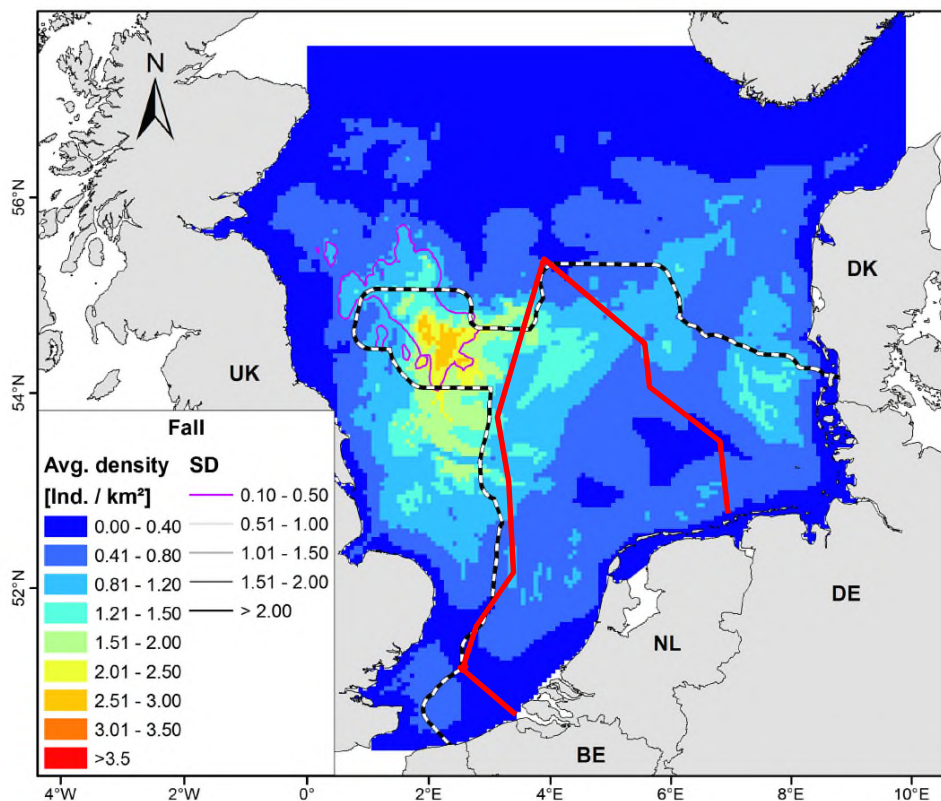 N
56°N
54°N
52°N
UK
DK
DE
NL
BE
Fall
Avg. density SD
[Ind. / km²]
0.00 - 0.40
0.41 - 0.80
0.81 - 1.20
1.21 - 1.50
1.51 - 2.00
2.01 - 2.50
2.51 - 3.00
3.01 - 3.50
>3.5
0.10 - 0.50
0.51 - 1.00
1.01 - 1.50
1.51 - 2.00
> 2.00
4°W 2°W 0° 2°E 4°E 6°E 8°E 10°E